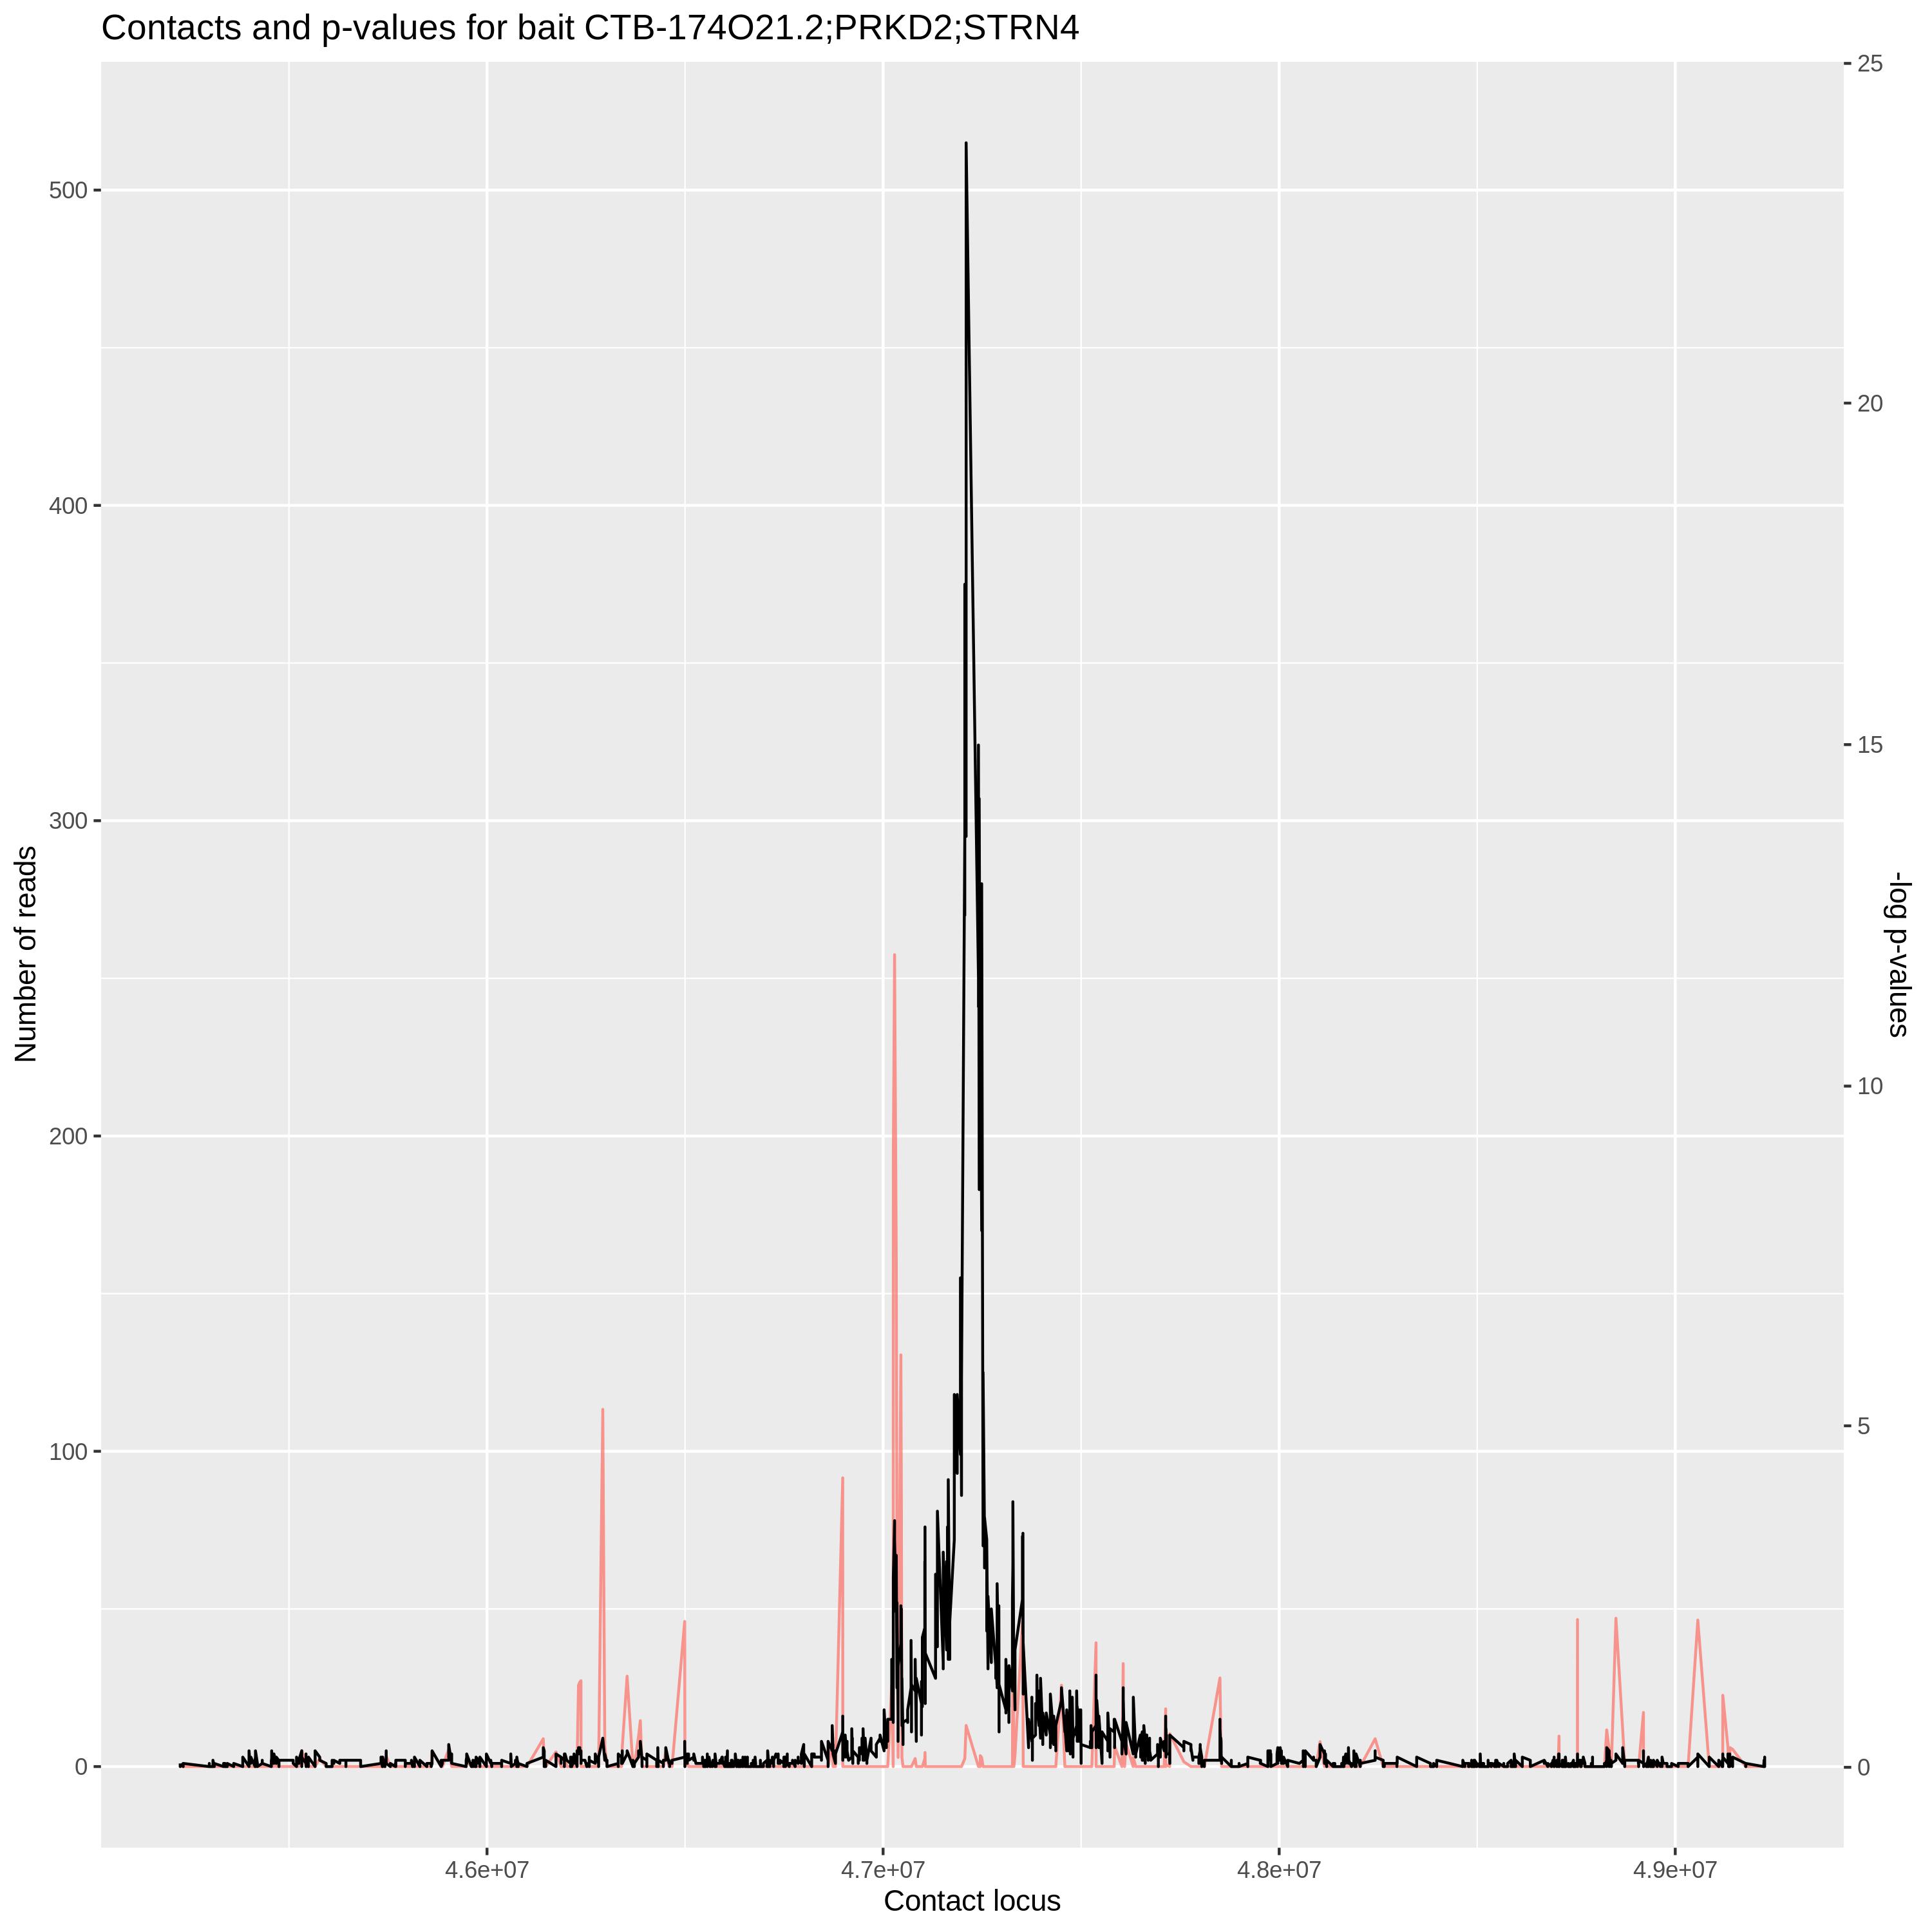 Contacts and p-values for bait CTB-174O21.2;PRKD2;STRN4
25
500
20
400
15
300
Number of reads
-log p-values
10
200
5
100
0
0
4.6e+07
4.7e+07
4.8e+07
4.9e+07
Contact locus